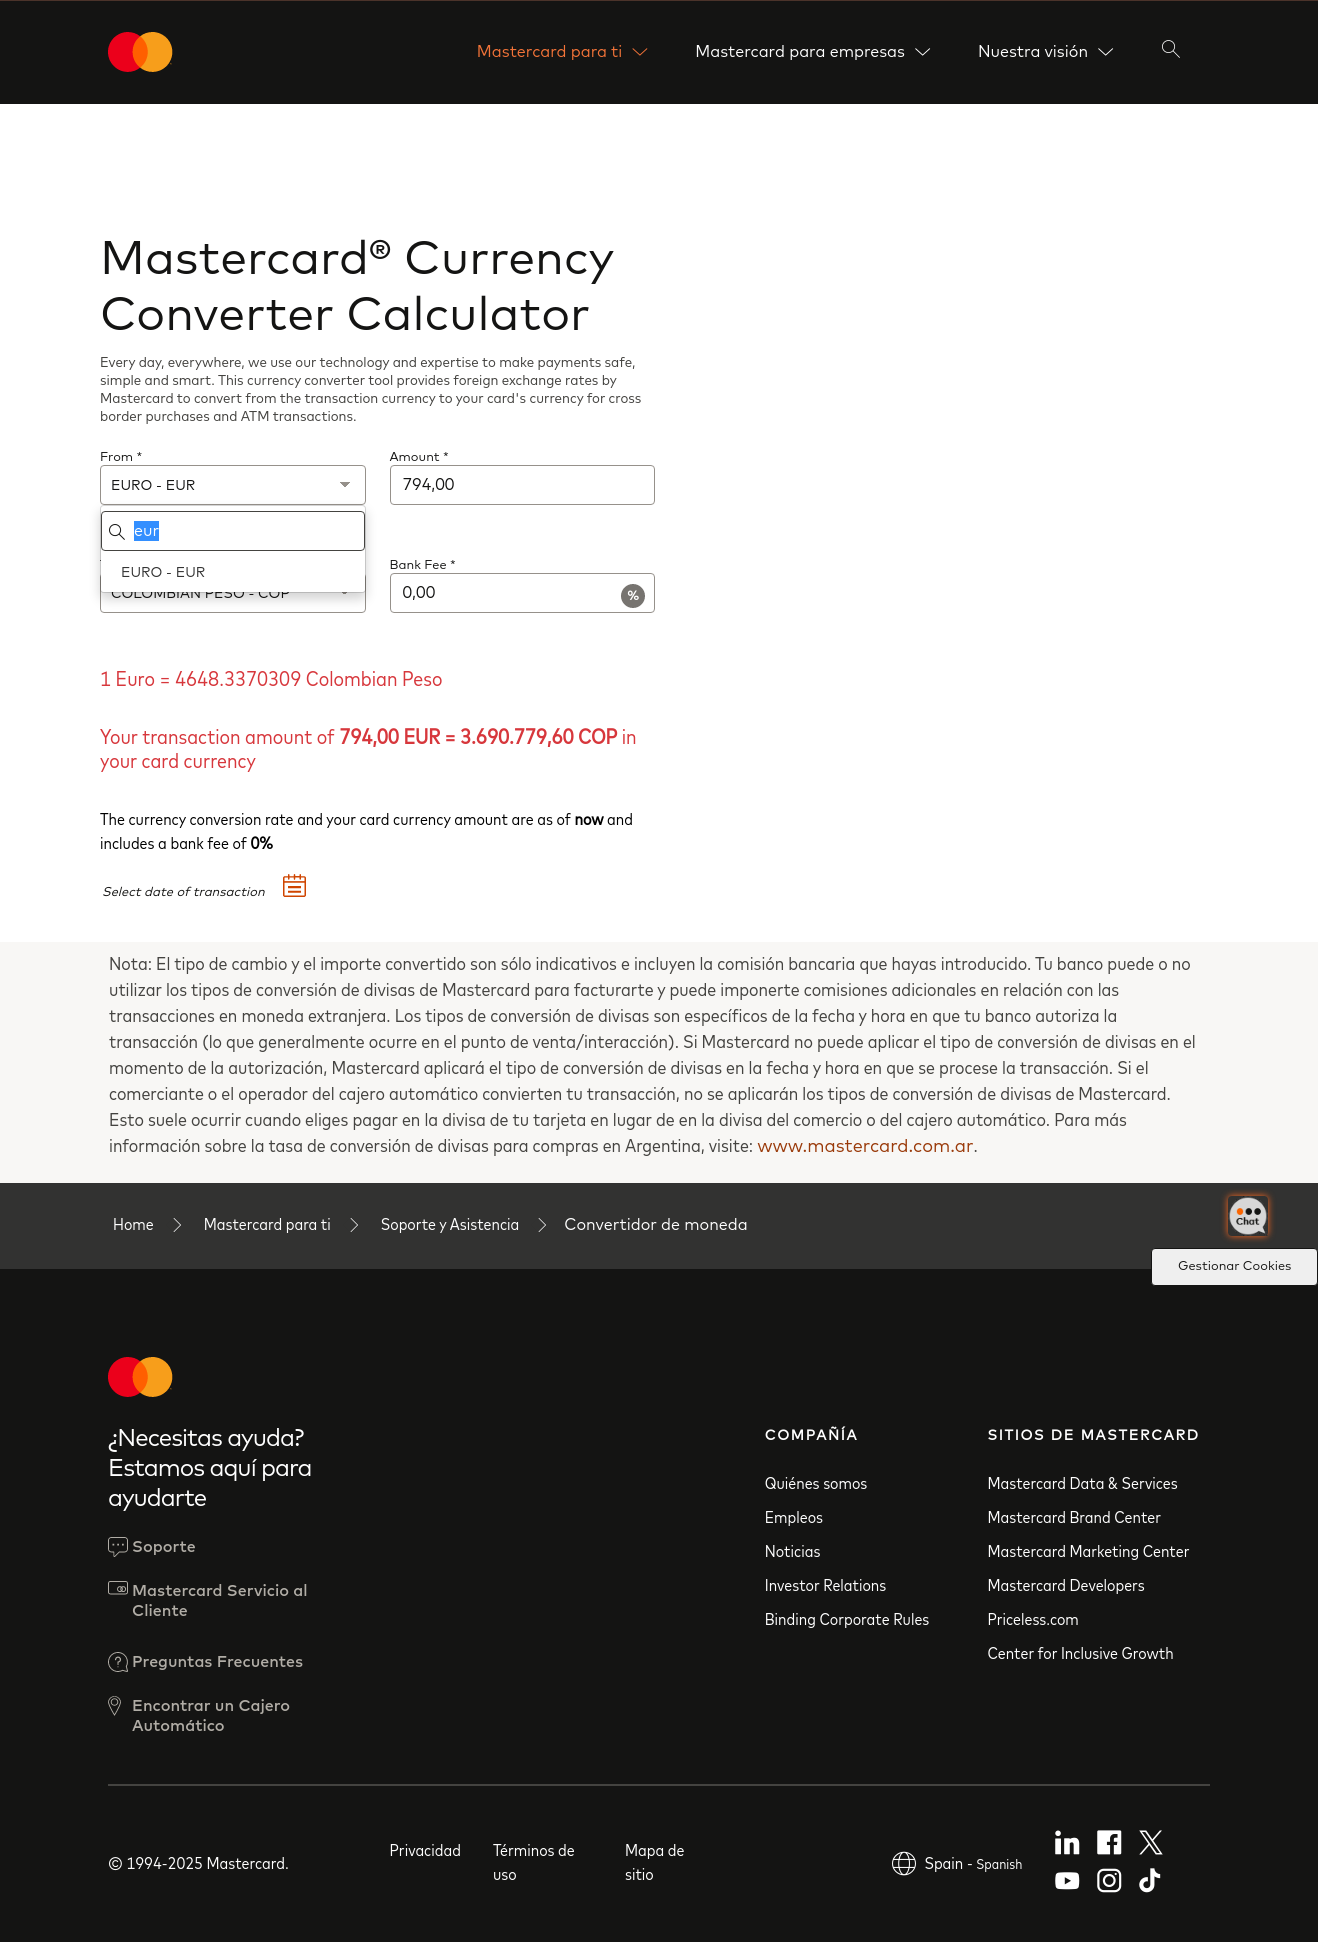 Mastercard para ti
Mastercard para empresas
Nuestra visión
Mastercard® Currency
Converter Calculator
Every day, everywhere, we use our technology and expertise to make payments safe,
simple and smart. This currency converter tool provides foreign exchange rates by
Mastercard to convert from the transaction currency to your card's currency for cross
border purchases and ATM transactions.
From *
Amount *
EURO - EUR
794,00
eur
EURO - EUR
Bank Fee *
COLOMBIAN PESO - COP
0,00
%
1 Euro = 4648.3370309 Colombian Peso
Your transaction amount of 794,00 EUR = 3.690.779,60 COP in
your card currency
The currency conversion rate and your card currency amount are as of now and
includes a bank fee of 0%
Select date of transaction
Nota: El tipo de cambio y el importe convertido son sólo indicativos e incluyen la comisión bancaria que hayas introducido. Tu banco puede o no
utilizar los tipos de conversión de divisas de Mastercard para facturarte y puede imponerte comisiones adicionales en relación con las
transacciones en moneda extranjera. Los tipos de conversión de divisas son específicos de la fecha y hora en que tu banco autoriza la
transacción (lo que generalmente ocurre en el punto de venta/interacción). Si Mastercard no puede aplicar el tipo de conversión de divisas en el
momento de la autorización, Mastercard aplicará el tipo de conversión de divisas en la fecha y hora en que se procese la transacción. Si el
comerciante o el operador del cajero automático convierten tu transacción, no se aplicarán los tipos de conversión de divisas de Mastercard.
Esto suele ocurrir cuando eliges pagar en la divisa de tu tarjeta en lugar de en la divisa del comercio o del cajero automático. Para más
información sobre la tasa de conversión de divisas para compras en Argentina, visite: www.mastercard.com.ar.
Home
Mastercard para ti
Soporte y Asistencia
Convertidor de moneda
Chat
Gestionar Cookies
¿Necesitas ayuda?
Estamos aquí para
ayudarte
Soporte
Mastercard Servicio al
Cliente
Preguntas Frecuentes
Encontrar un Cajero
Automático
COMPAÑÍA
Quiénes somos
Empleos
Noticias
Investor Relations
Binding Corporate Rules
SITIOS DE MASTERCARD
Mastercard Data & Services
Mastercard Brand Center
Mastercard Marketing Center
Mastercard Developers
Priceless.com
Center for Inclusive Growth
© 1994-2025 Mastercard.
Privacidad
Términos de
uso
Mapa de
sitio
Spain - Spanish